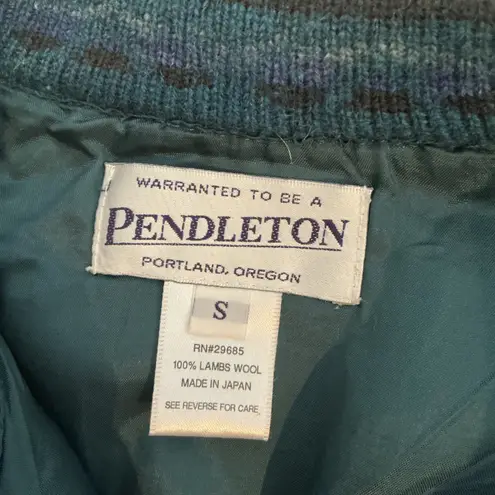 WARRANTED TO BE A
PENDLETON
PORTLAND, OREGON
S
RN#29685
100% LAMBS WOOL
MADE IN JAPAN
SEE REVERSE FOR CARE